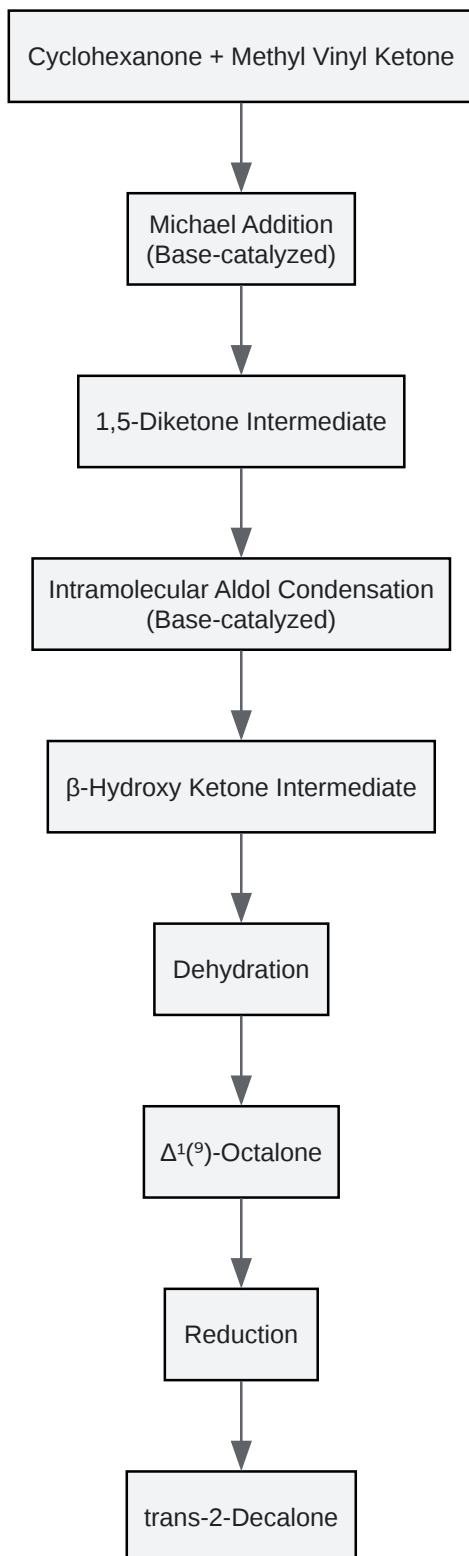 Cyclohexanone + Methyl Vinyl Ketone
Michael Addition
(Base-catalyzed)
1,5-Diketone Intermediate
Intramolecular Aldol Condensation
(Base-catalyzed)
β-Hydroxy Ketone Intermediate
Dehydration
Δ¹(⁹)-Octalone
Reduction
trans-2-Decalone